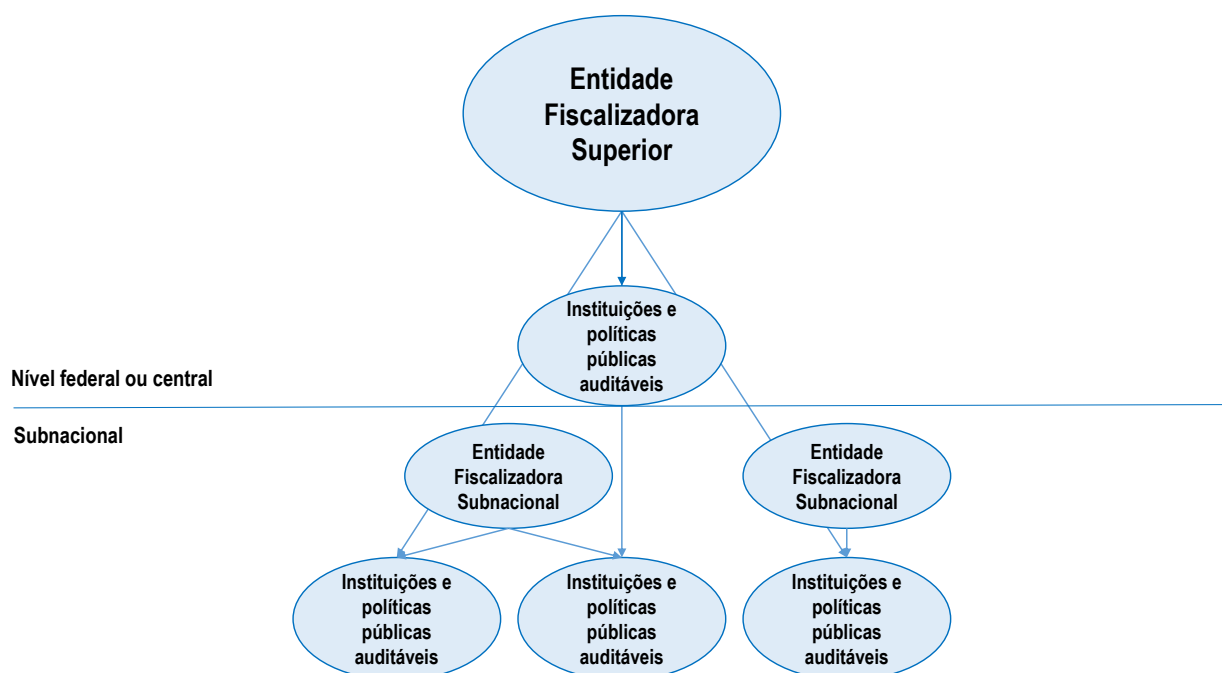 Entidade
Fiscalizadora
Superior
Instituições e
políticas
públicas
auditáveis
Nível federal ou central
Subnacional
Entidade
Fiscalizadora
Subnacional
Entidade
Fiscalizadora
Subnacional
Instituições e
políticas
públicas
auditáveis
Instituições e
políticas
públicas
auditáveis
Instituições e
políticas
públicas
auditáveis